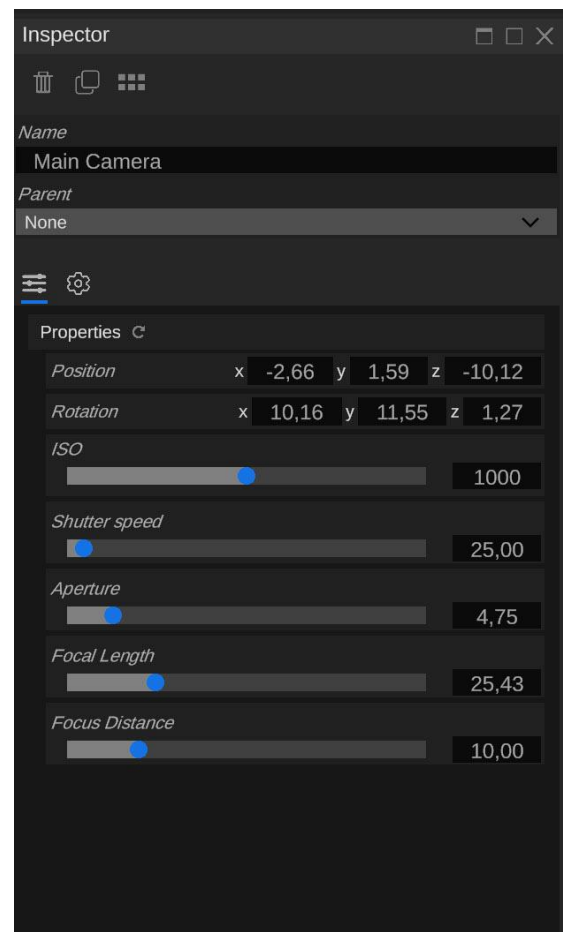 Inspector
Name
Main Camera
Parent
None
Properties
Position x -2,66 y 1,59 z -10,12
Rotation x 10,16 y 11,55 z 1,27
ISO
1000
Shutter speed
25,00
Aperture
4,75
Focal Length
25,43
Focus Distance
10,00